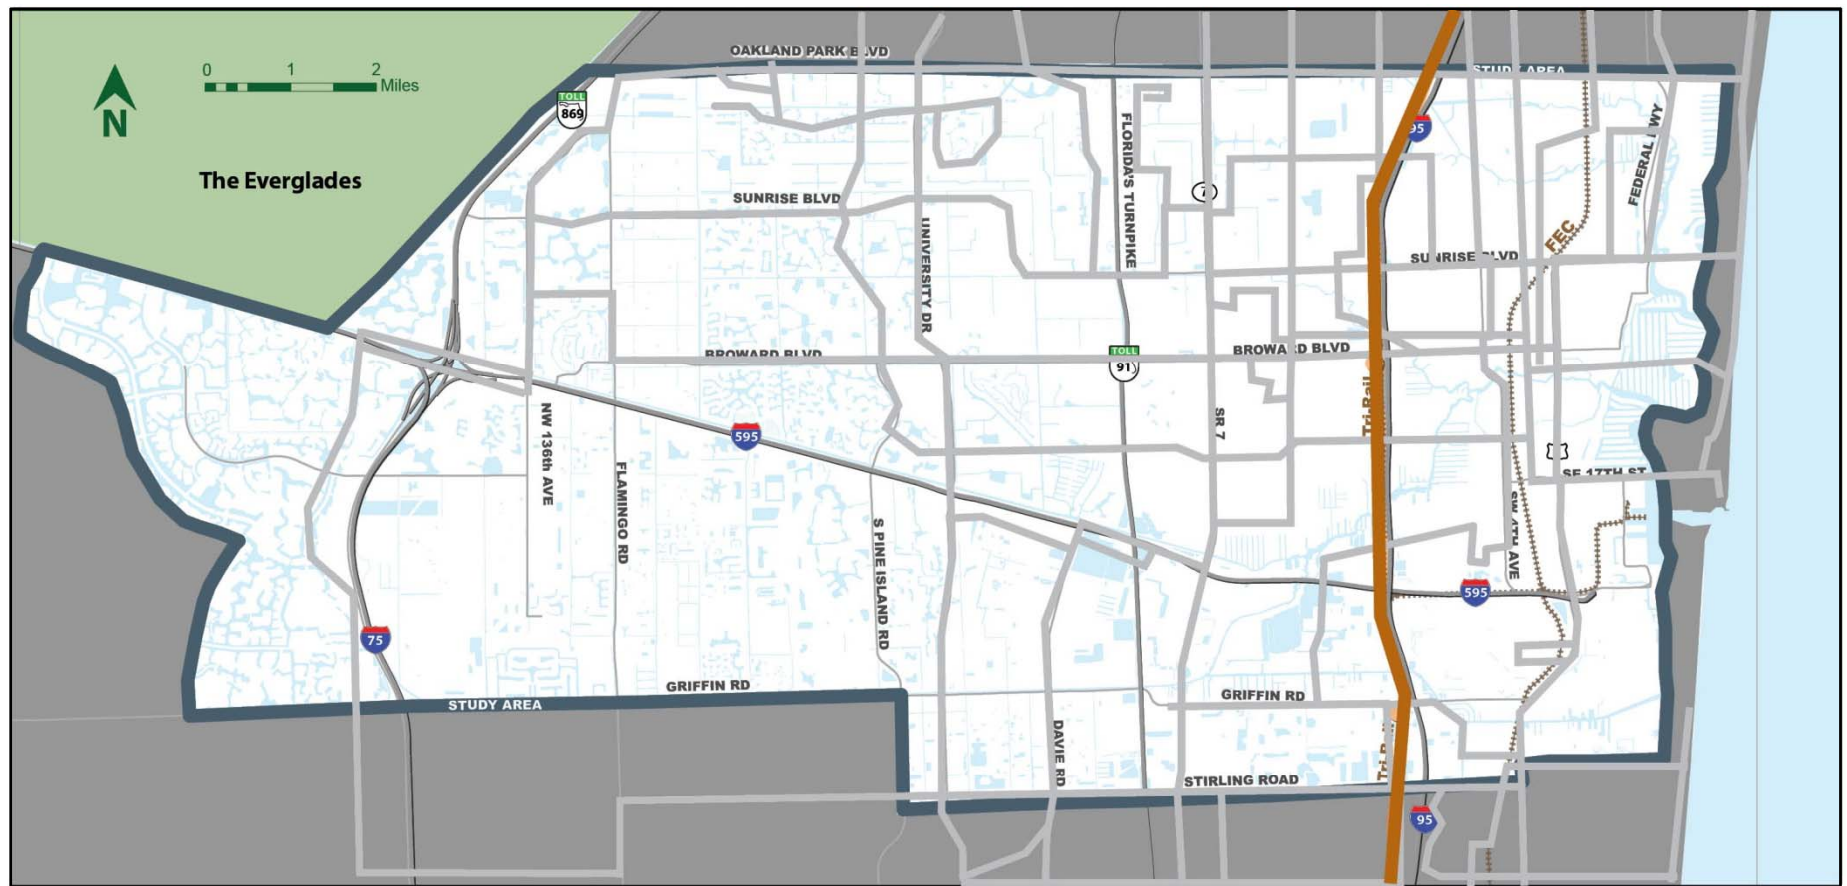 OAKLAND PARK BLVD
STUDY AREA
0 1 2
Miles
N
TOLL
869
95
The Everglades
FLORIDA'S TURNPIKE
FEDERAL HWY
SUNRISE BLVD
7
UNIVERSITY DR
FEC
SUNRISE BLVD
BROWARD BLVD
TOLL
91
BROWARD BLVD
Tri-Rail
NW 136th AVE
595
SR 7
SE 17TH ST
FLAMINGO RD
S PINE ISLAND RD
SW 4TH AVE
595
75
GRIFFIN RD
GRIFFIN RD
STUDY AREA
DAVIE RD
STIRLING ROAD
95